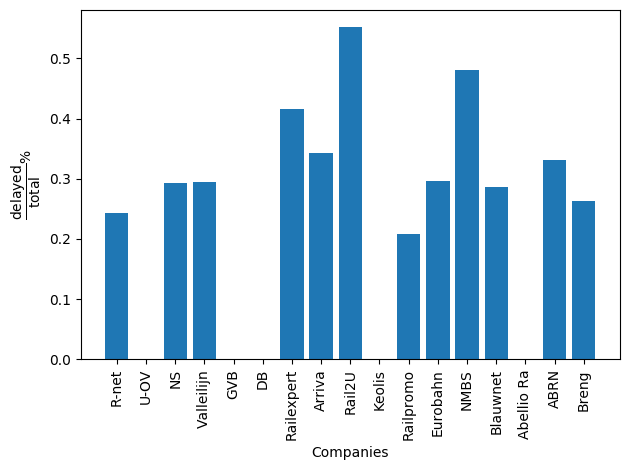 delayed
total
%
0.5
0.4
0.3
0.2
0.1
0.0
R-net
U-OV
NS
Valleilijn
GVB
DB
Railexpert
Arriva
Rail2U
Keolis
Railpromo
Eurobahn
NMBS
Blauwnet
Abellio Ra
ABRN
Breng
Companies